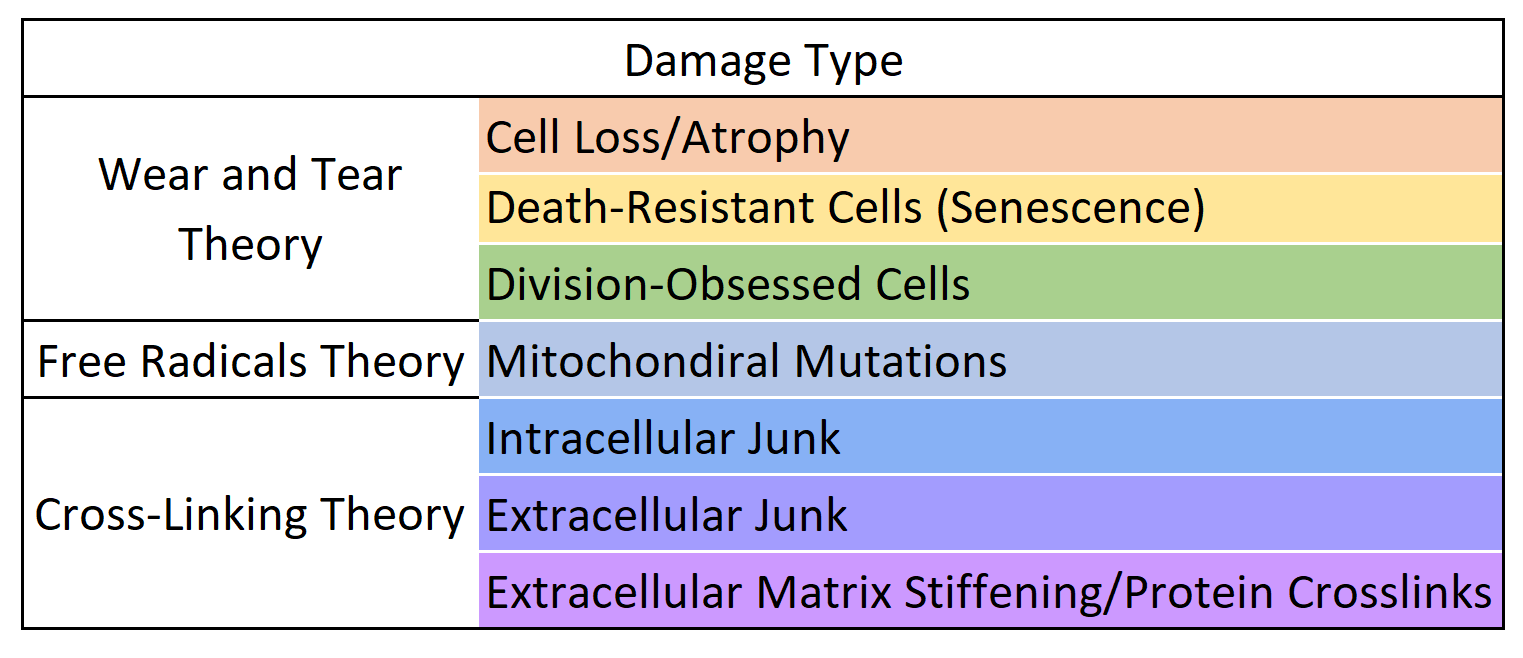 Damage Type
Wear and Tear
Theory
Cell Loss/Atrophy
Death-Resistant Cells (Senescence)
Division-Obsessed Cells
Free Radicals Theory
Mitochondiral Mutations
Cross-Linking Theory
Intracellular Junk
Extracellular Junk
Extracellular Matrix Stiffening/Protein Crosslinks